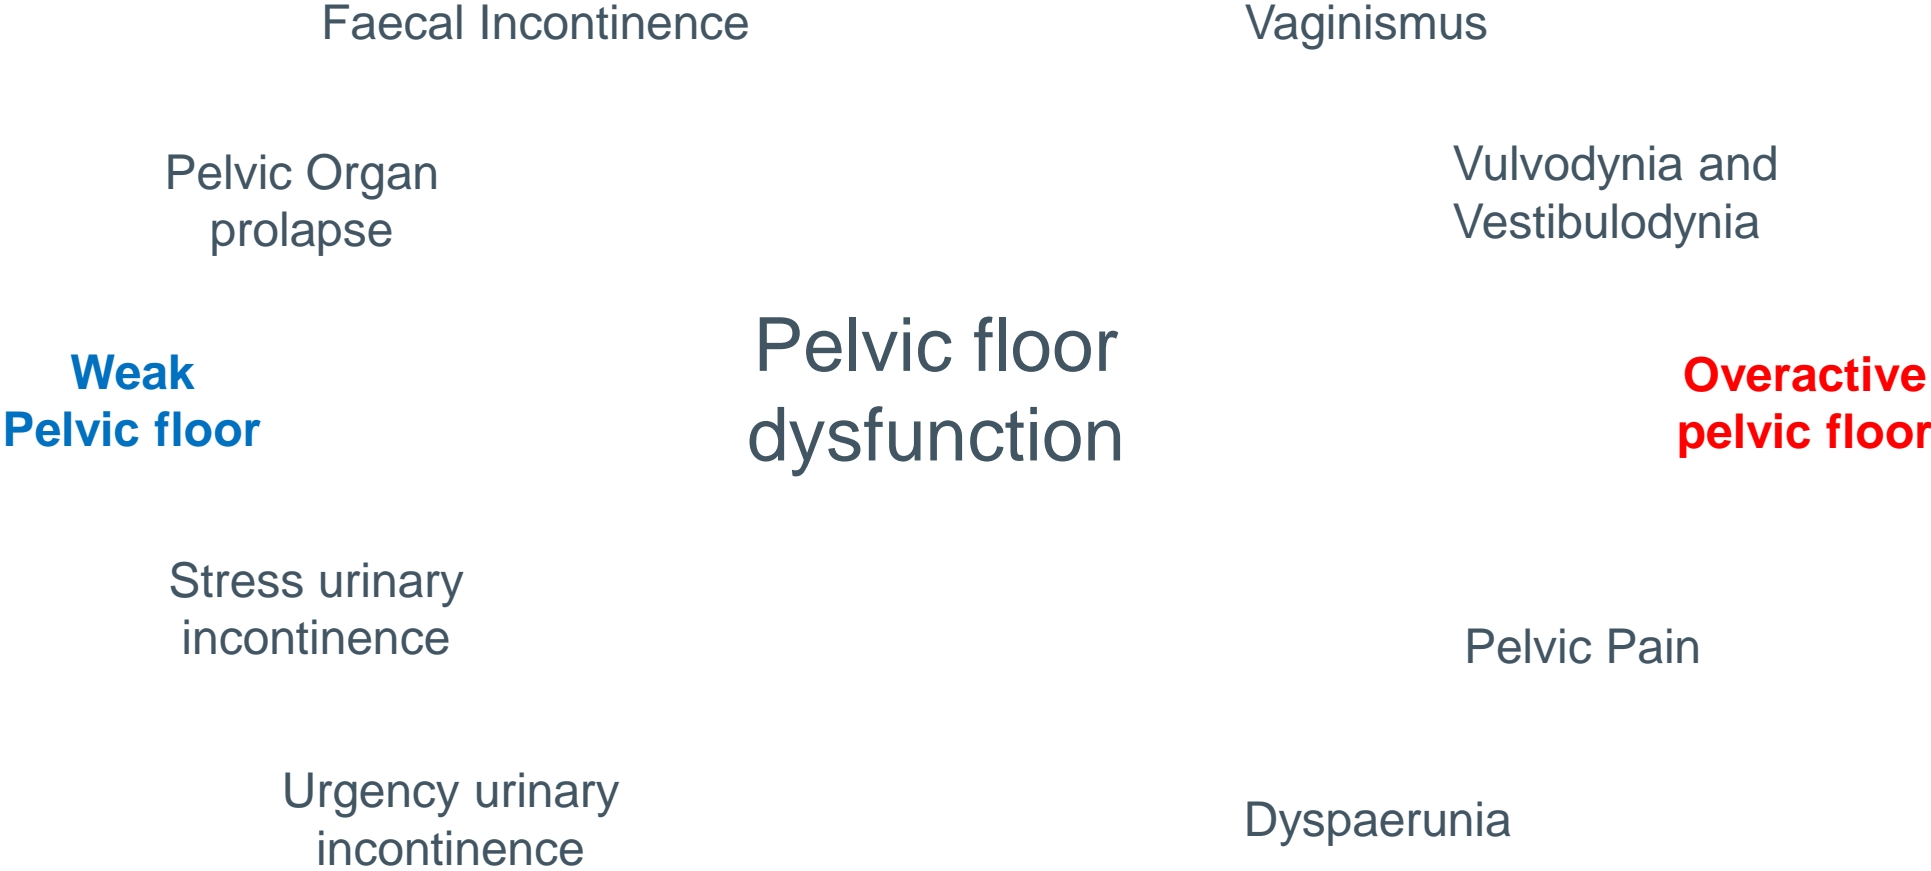 Faecal Incontinence
Vaginismus
Pelvic Organ
prolapse
Vulvodynia and
Vestibulodynia
Weak
Pelvic floor
Pelvic floor
dysfunction
Overactive
pelvic floor
Stress urinary
incontinence
Pelvic Pain
Urgency urinary
incontinence
Dyspaerunia